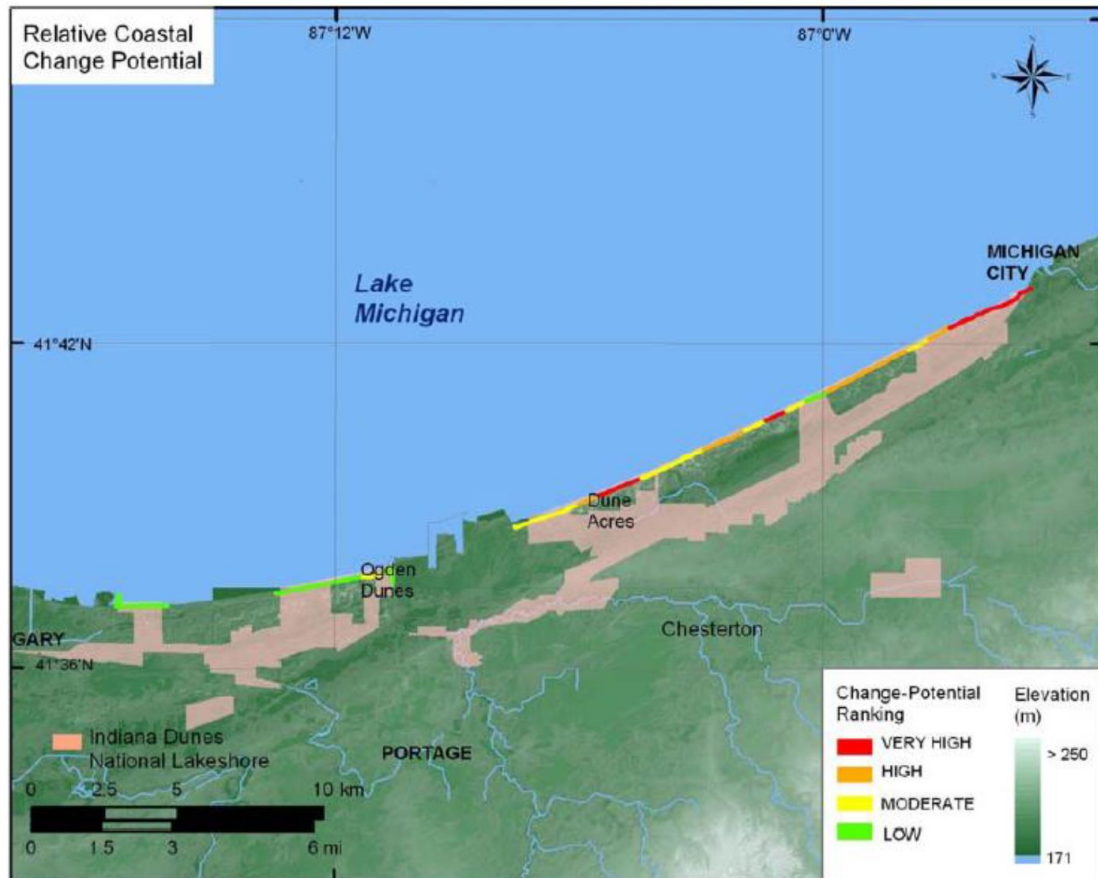 Relative Coastal
Change Potential
87°12'W
87°0'W
N
W
E
S
MICHIGAN
CITY
Lake
Michigan
41°42'N
Dune
Acres
Ogden
Dunes
GARY
Chesterton
41°36'N
Indiana Dunes
National Lakeshore
PORTAGE
0 2.5 5 10 km
0 1.5 3 6 mi
Change-Potential
Ranking
VERY HIGH
HIGH
MODERATE
LOW
Elevation
(m)
> 250
171